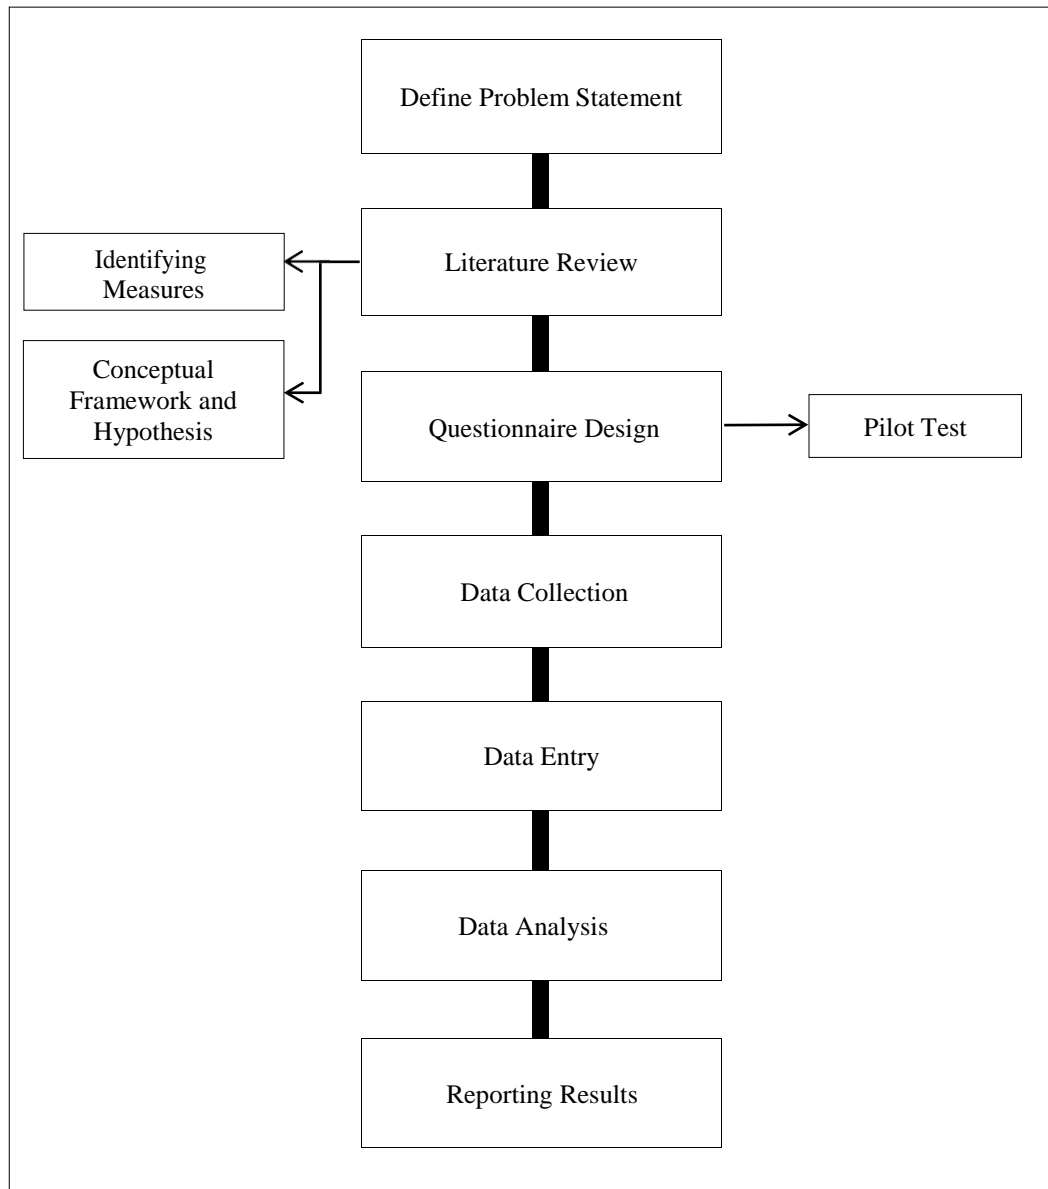 Define Problem Statement
Literature Review
Identifying
Measures
Conceptual
Framework and
Hypothesis
Questionnaire Design
Pilot Test
Data Collection
Data Entry
Data Analysis
Reporting Results